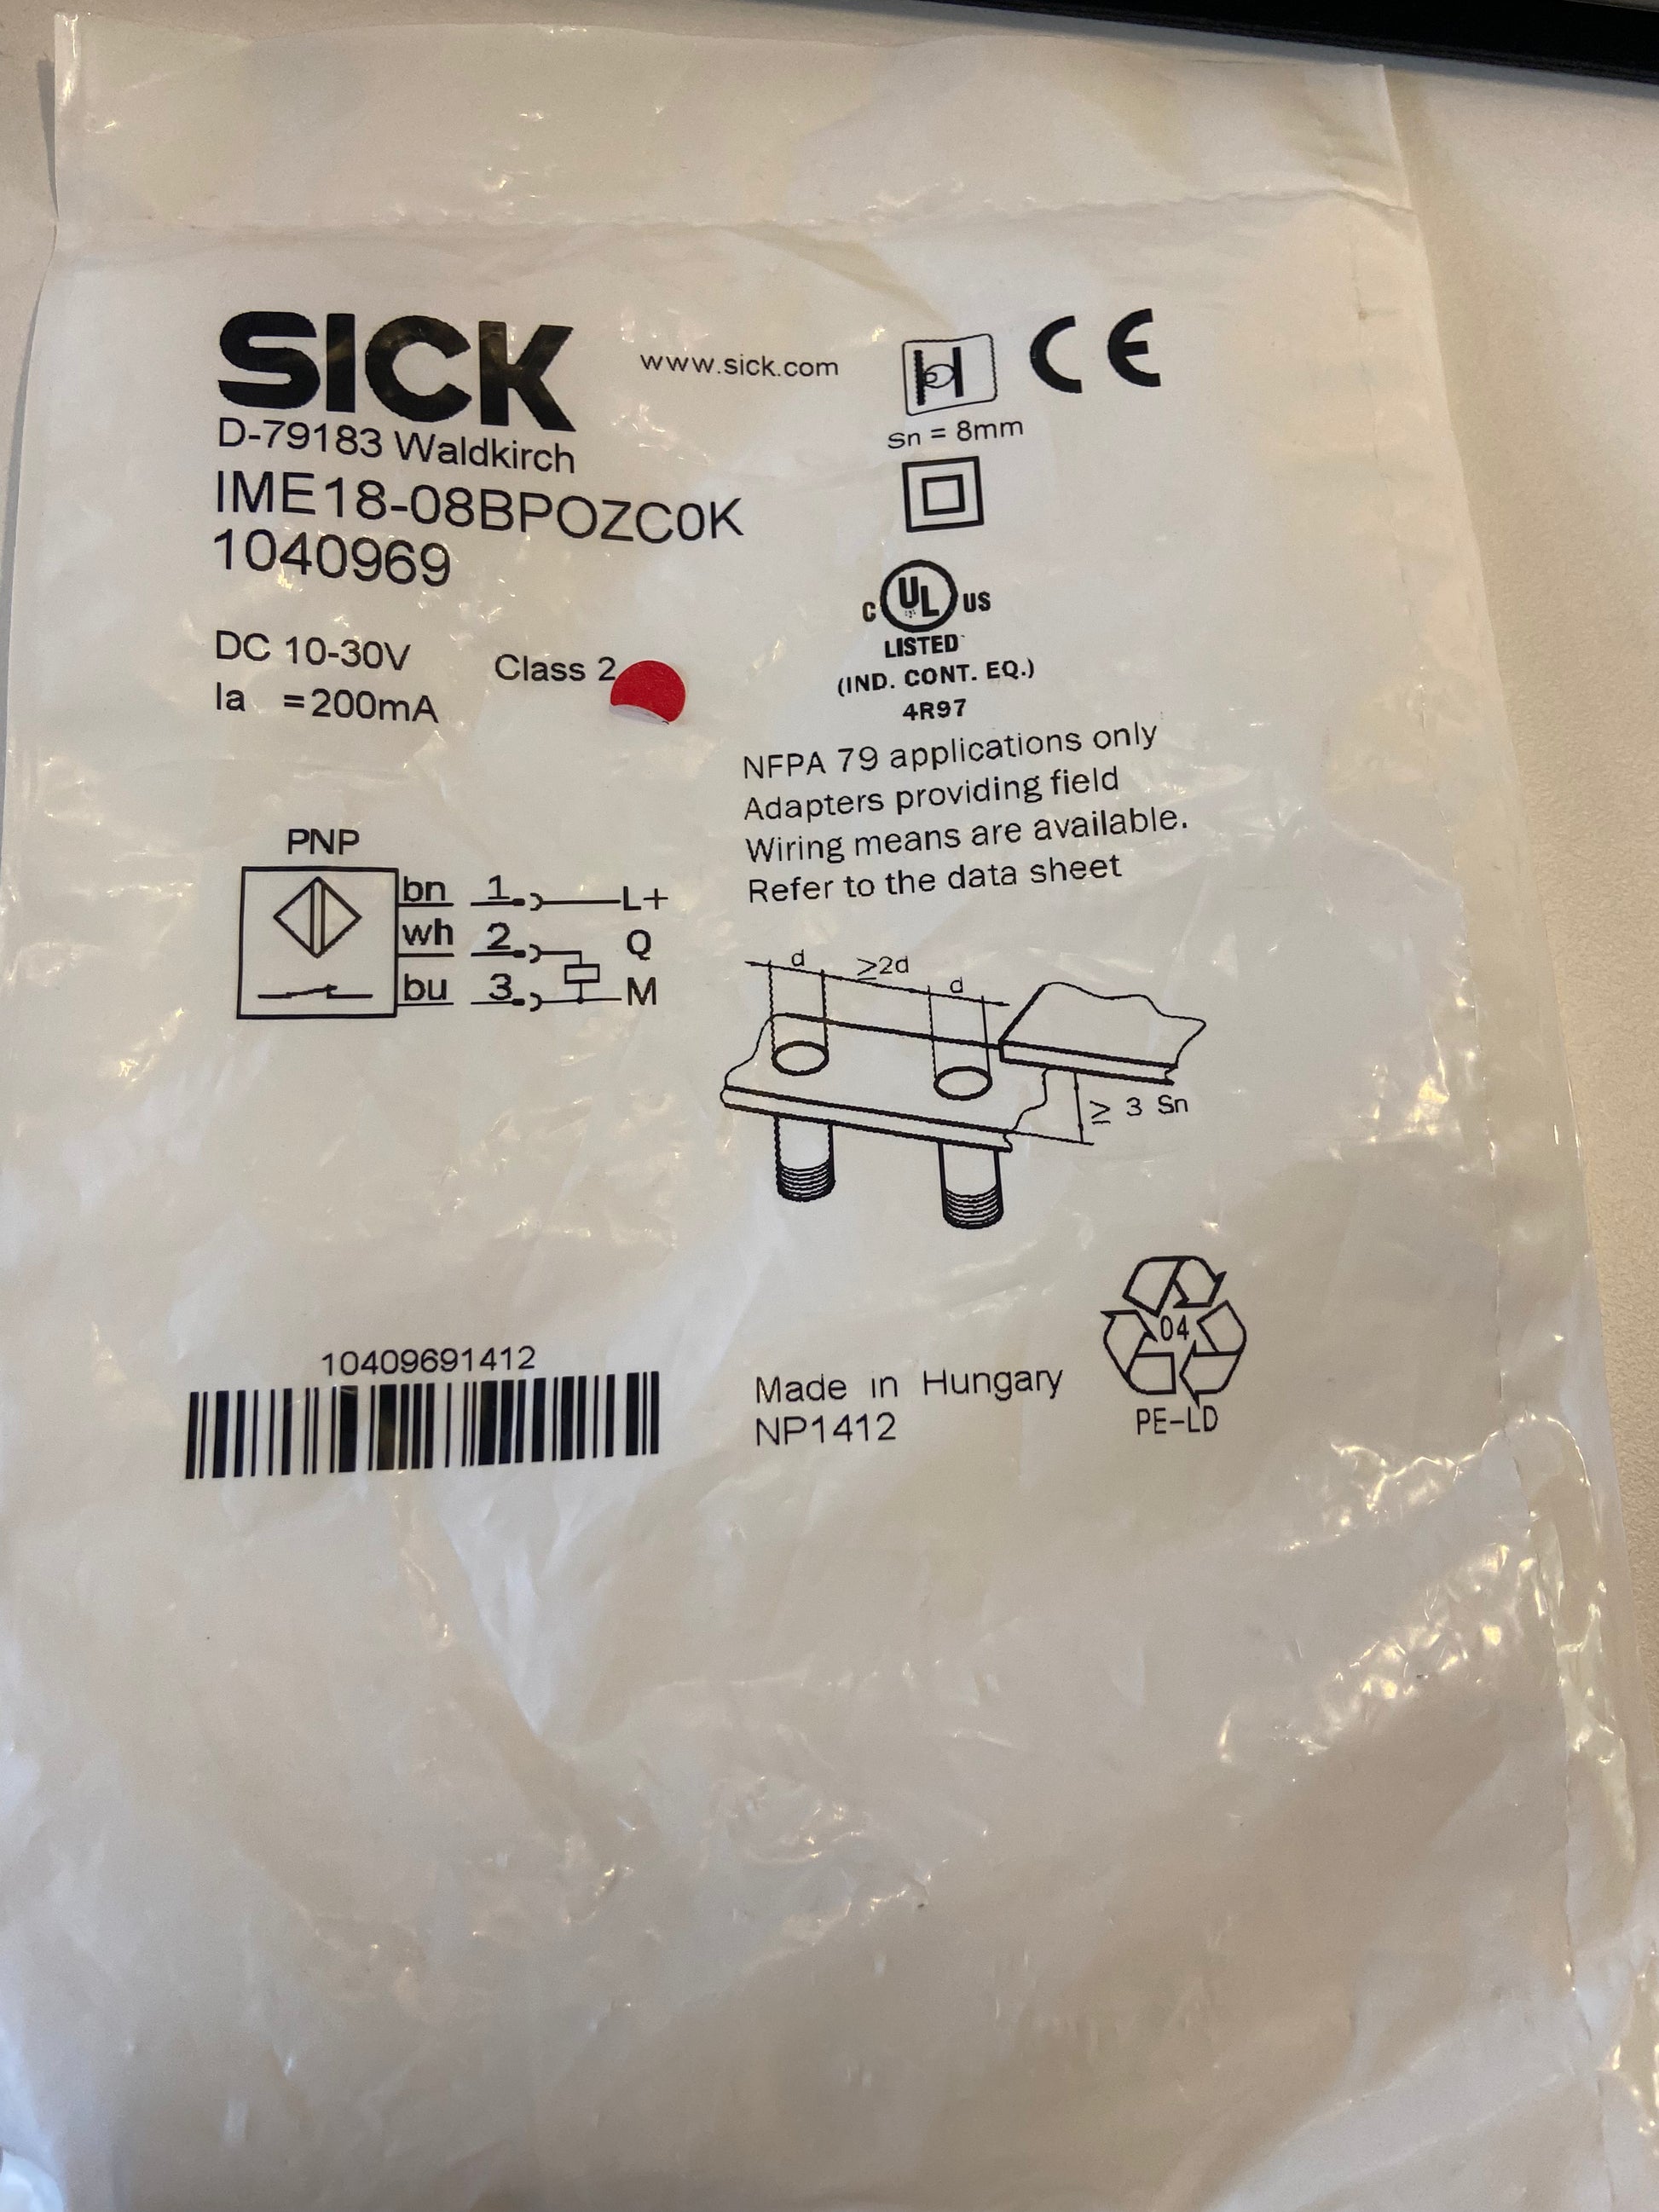 SICK
www.sick.com
CE
D-79183 Waldkirch
sn = 8mm
IME18-08BPOZC0K
1040969
C UL US
LISTED
(IND. CONT. EQ.)
4R97
DC 10-30V
Class 2
Ia = 200mA
NFPA 79 applications only
Adapters providing field
Wiring means are available.
Refer to the data sheet
PNP
bn 1 L+
wh 2 Q
bu 3 M
d ≥2d d
≥ 3 Sn
10409691412
Made in Hungary
NP1412
04
PE-LD